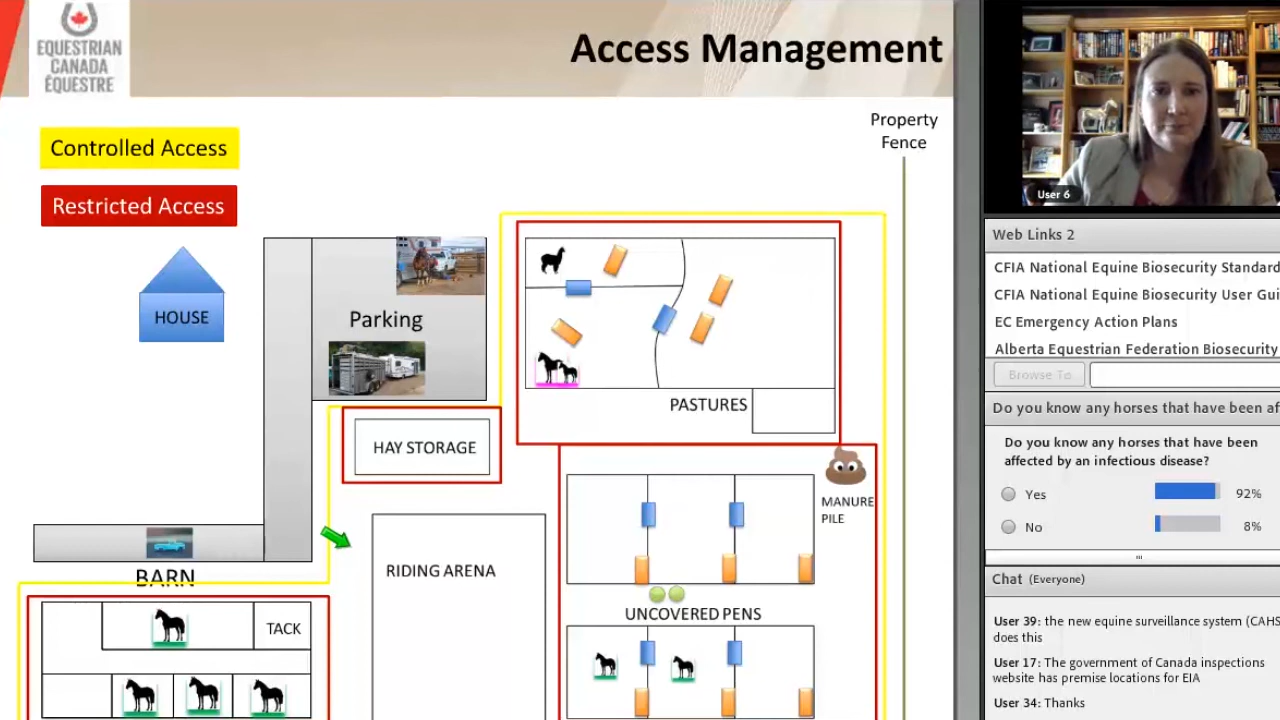 EQUESTRIAN
CANADA
ÉQUESTRE
Access Management
Controlled Access
Restricted Access
Property
Fence
HOUSE
Parking
PASTURES
HAY STORAGE
MANURE
PILE
RIDING ARENA
BARN
UNCOVERED PENS
TACK
User 6
Web Links 2
CFIA National Equine Biosecurity Standard
CFIA National Equine Biosecurity User Gui
EC Emergency Action Plans
Alberta Equestrian Federation Biosecurity
Browse To
Do you know any horses that have been af
Do you know any horses that have been
affected by an infectious disease?
Yes 92%
No 8%
Chat (Everyone)
User 39: the new equine surveillance system (CAHS
does this
User 17: The government of Canada inspections
website has premise locations for EIA
User 34: Thanks